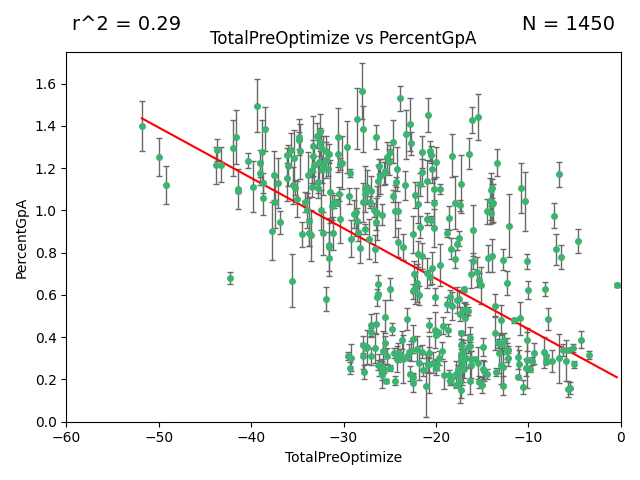 r^2 = 0.29 N = 1450
TotalPreOptimize vs PercentGpA
PercentGpA
1.6
1.4
1.2
1.0
0.8
0.6
0.4
0.2
0.0
−60 −50 −40 −30 −20 −10 0
TotalPreOptimize